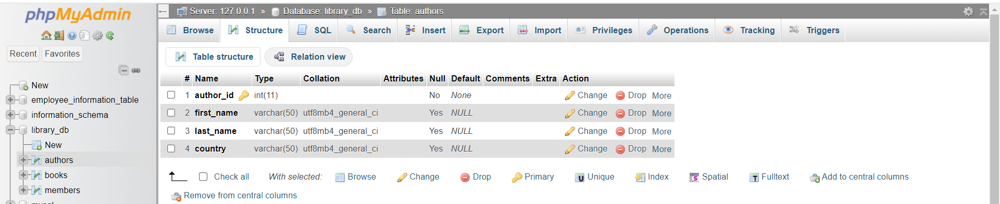 phpMyAdmin
Recent Favorites
New
employee_information_table
information_schema
library_db
New
authors
books
members
Server: 127.0.0.1 » Database: library_db » Table: authors
Browse Structure SQL Search Insert Export Import Privileges Operations Tracking Triggers
Table structure Relation view
# Name Type Collation Attributes Null Default Comments Extra Action
1 author_id int(11) No None Change Drop More
2 first_name varchar(50) utf8mb4_general_ci Yes NULL Change Drop More
3 last_name varchar(50) utf8mb4_general_ci Yes NULL Change Drop More
4 country varchar(50) utf8mb4_general_ci Yes NULL Change Drop More
Check all With selected: Browse Change Drop Primary Unique Index Spatial Fulltext Add to central columns
Remove from central columns